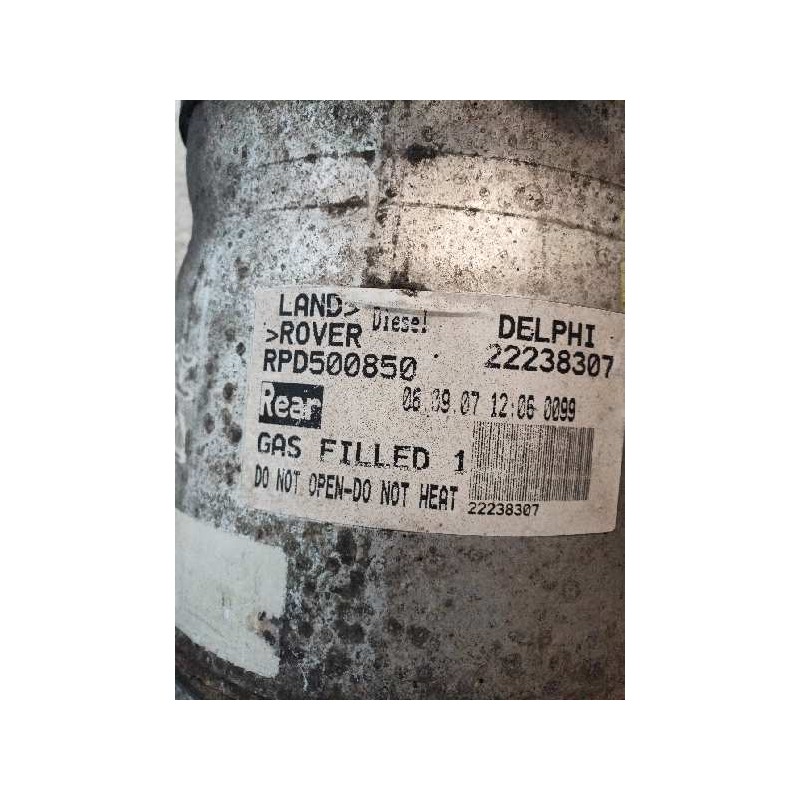 LAND> Diesel DELPHI
>ROVER 22238307
RPD500850
Rear 06.09.07 12:06 0099
GAS FILLED 1
DO NOT OPEN-DO NOT HEAT
22238307